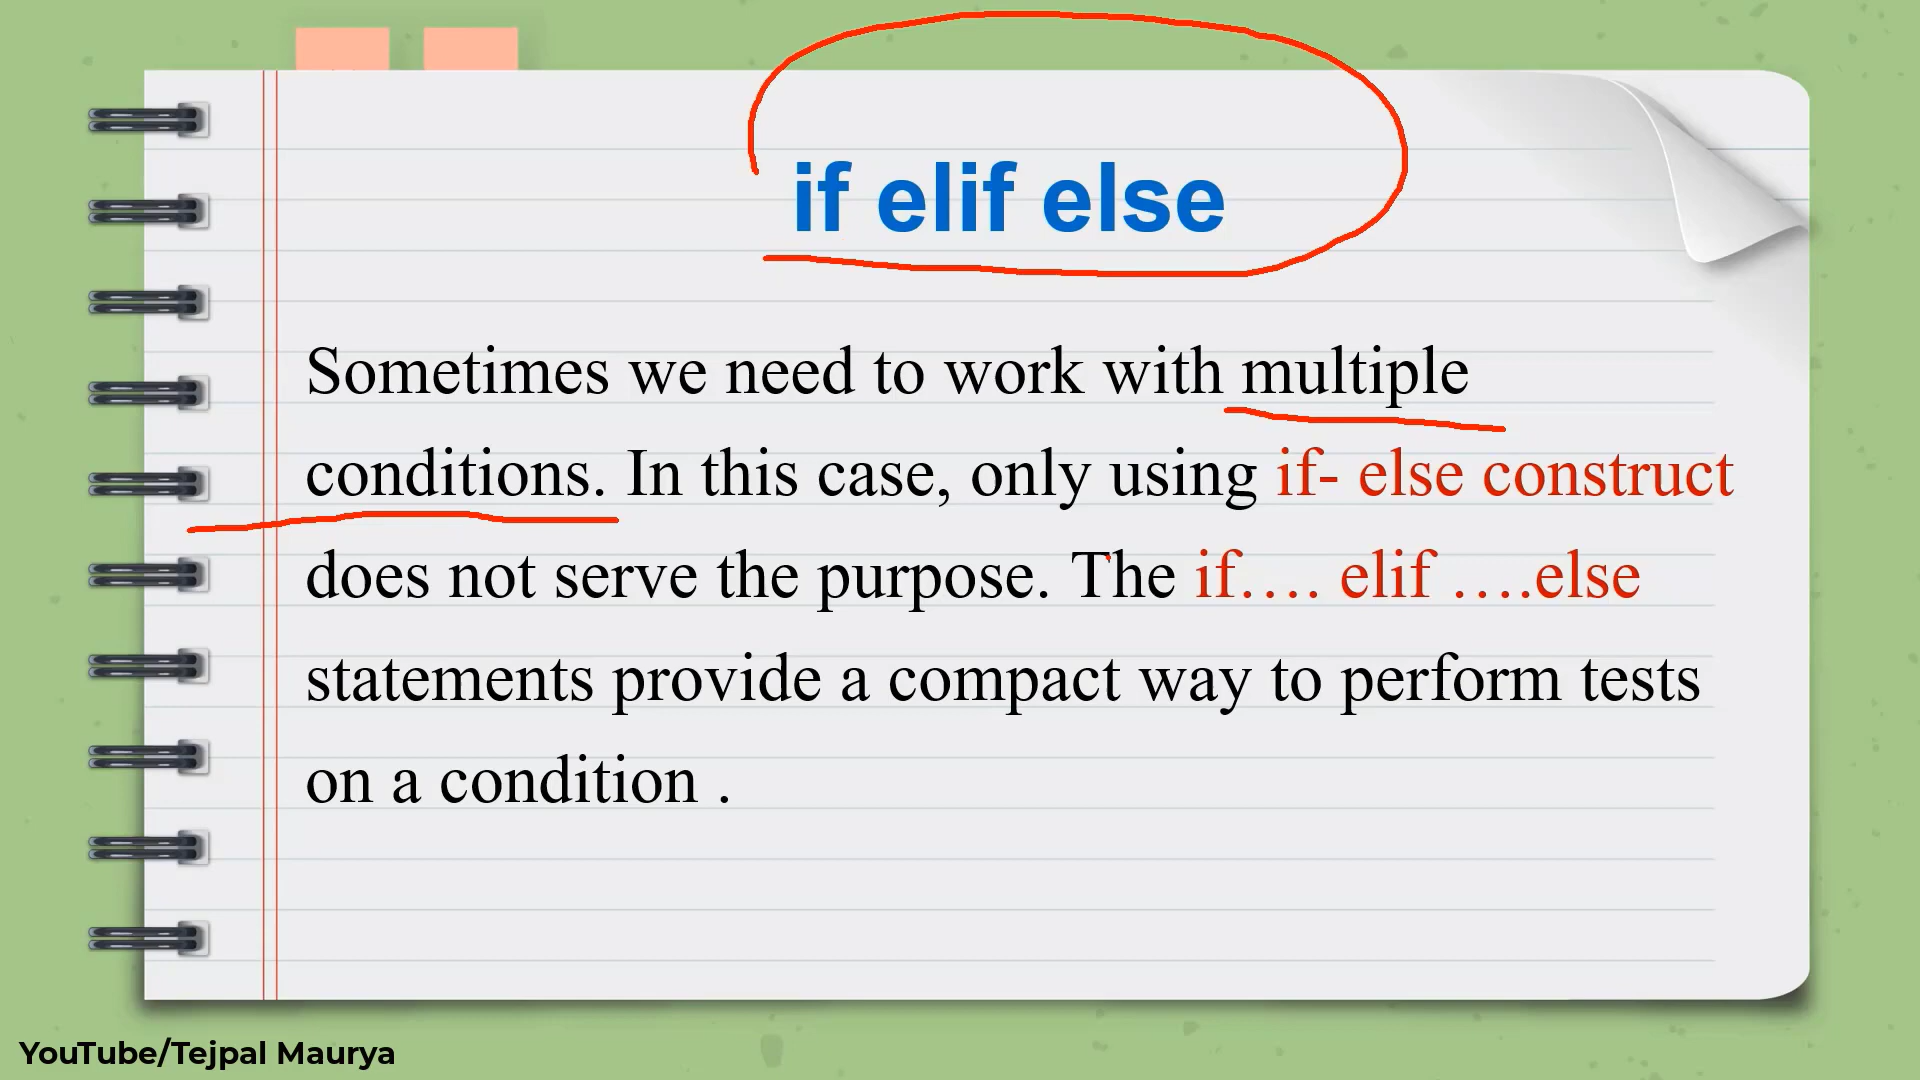 if elif else
Sometimes we need to work with multiple
conditions. In this case, only using if- else construct
does not serve the purpose. The if.... elif ....else
statements provide a compact way to perform tests
on a condition .
YouTube/Tejpal Maurya